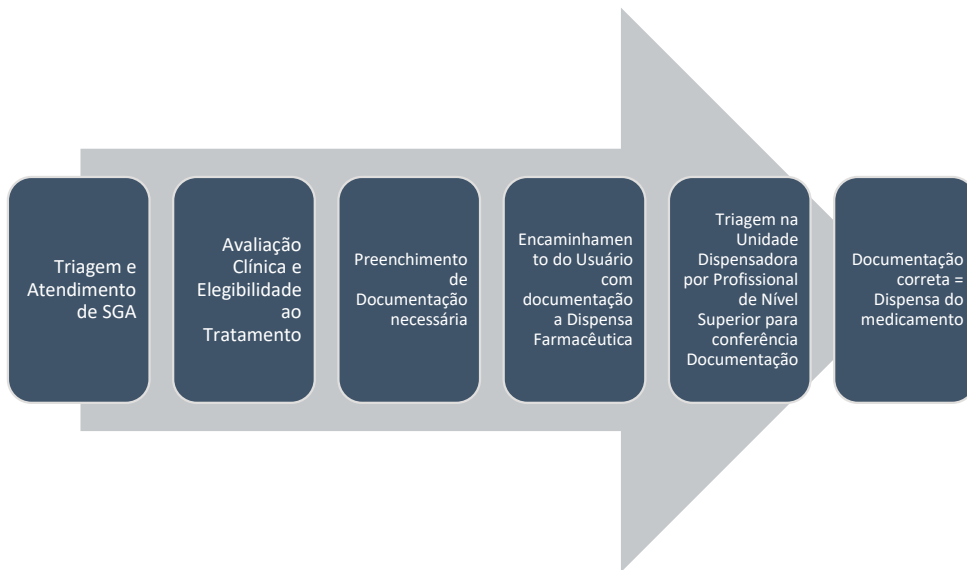 Triagem e
Atendimento
de SGA
Avaliação
Clínica e
Elegibilidade
ao
Tratamento
Preenchimento
de
Documentação
necessária
Encaminhamen
to do Usuário
com
documentação
a Dispensa
Farmacêutica
Triagem na
Unidade
Dispensadora
por Profissional
de Nível
Superior para
conferência
Documentação
Documentação
correta =
Dispensa do
medicamento